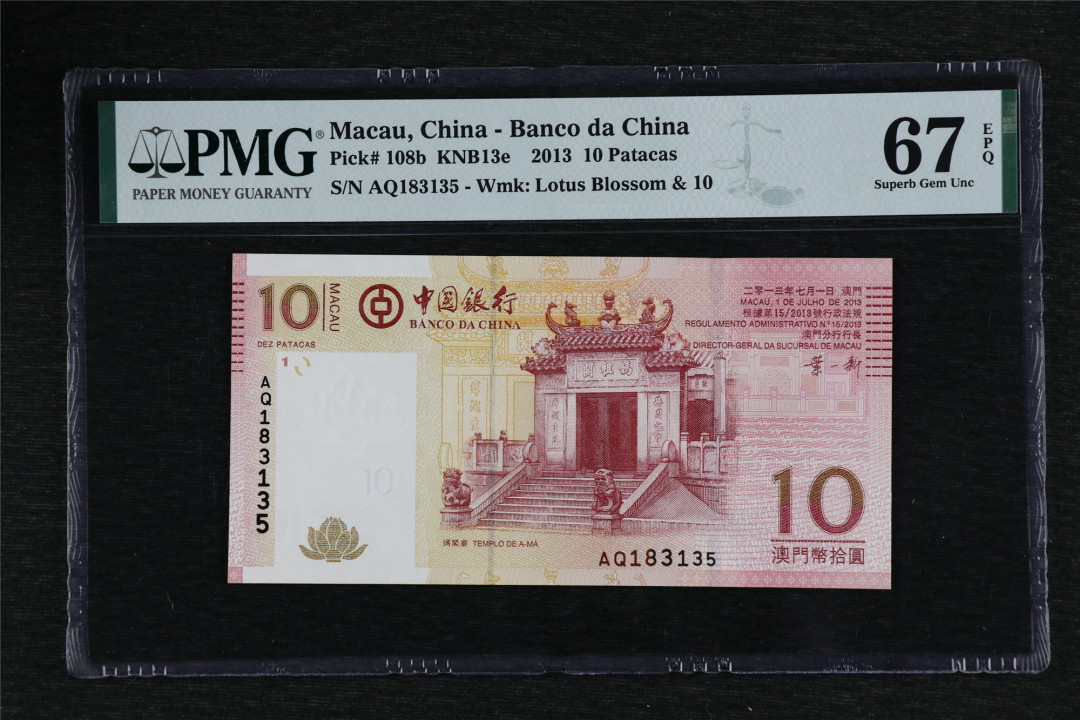 PMG®
PAPER MONEY GUARANTY
Macau, China - Banco da China
Pick# 108b KNB13e 2013 10 Patacas
S/N AQ183135 - Wmk: Lotus Blossom & 10
67
EPQ
Superb Gem Unc
10
MACAU
DEZ PATACAS
中國銀行
BANCO DA CHINA
二零一三年七月一日 澳門
MACAU, 1 DE JULHO DE 2013
根據第15/2013號行政法規
REGULAMENTO ADMINISTRATIVO N.º 15/2013
澳門分行行長
DIRECTOR-GERAL DA SUCURSAL DE MACAU
葉一新
1
AQ183135
10
媽閣廟 TEMPLO DE A-MÁ
AQ183135
10
澳門幣拾圓